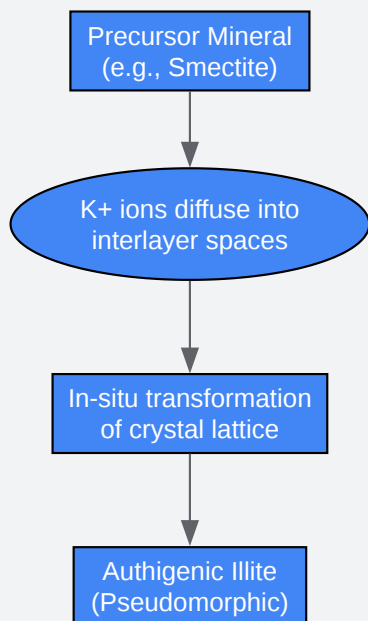 Precursor Mineral
(e.g., Smectite)
K+ ions diffuse into
interlayer spaces
In-situ transformation
of crystal lattice
Authigenic Illite
(Pseudomorphic)